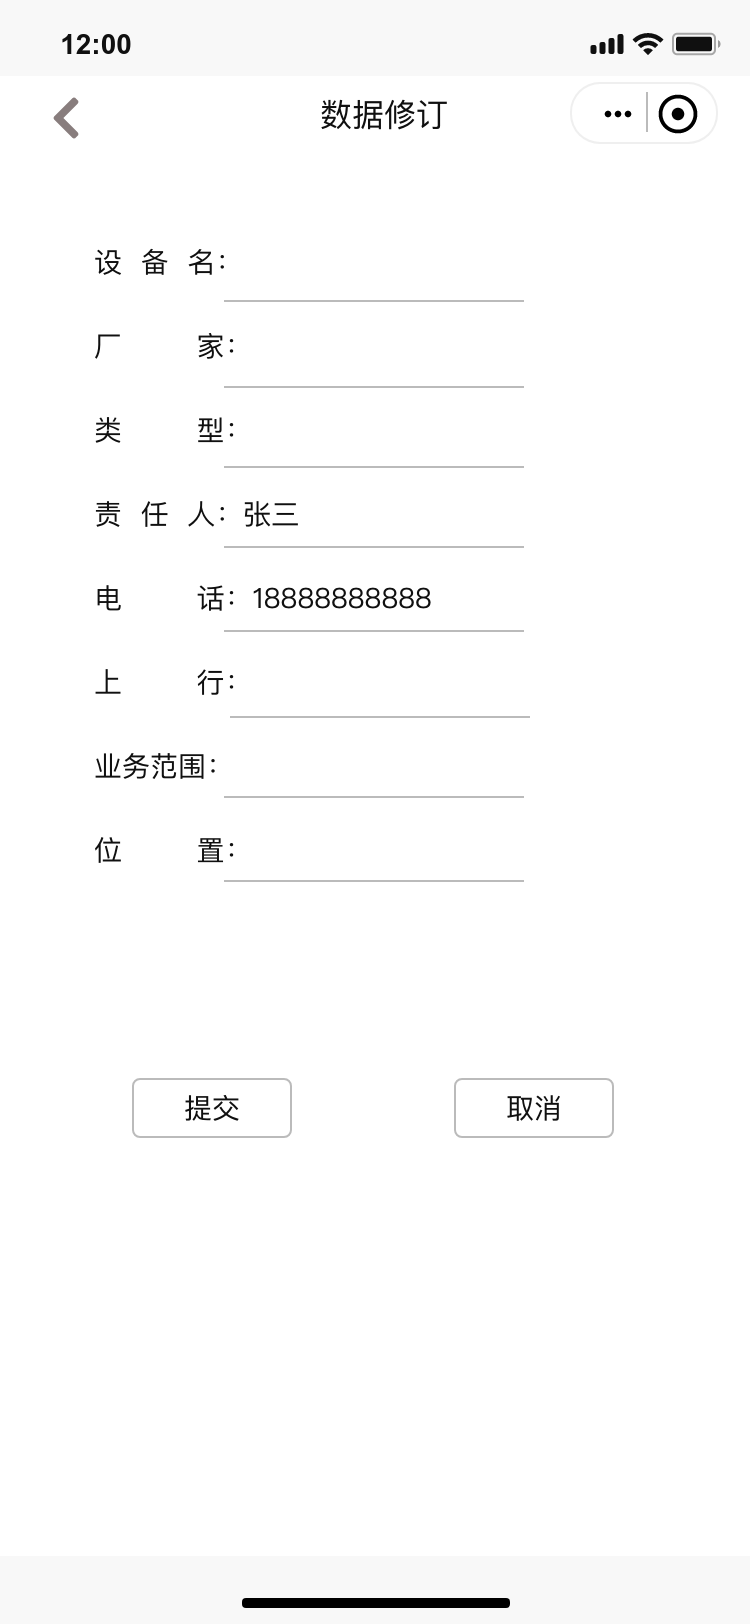 12:00
数据修订
设 备 名：
厂 家：
类 型：
责 任 人：张三
电 话：18888888888
上 行：
业务范围：
位 置：
提交 取消